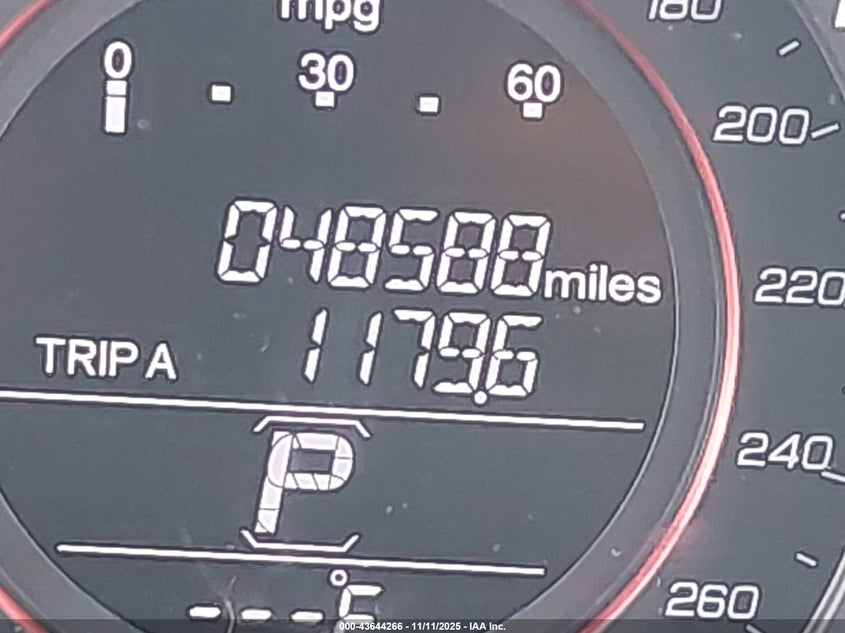 mpg
0 30 60
180
200
048588 miles
220
TRIP A 1179.6
240
P
---°C
260
000-43644266 - 11/11/2025 - IAA Inc.